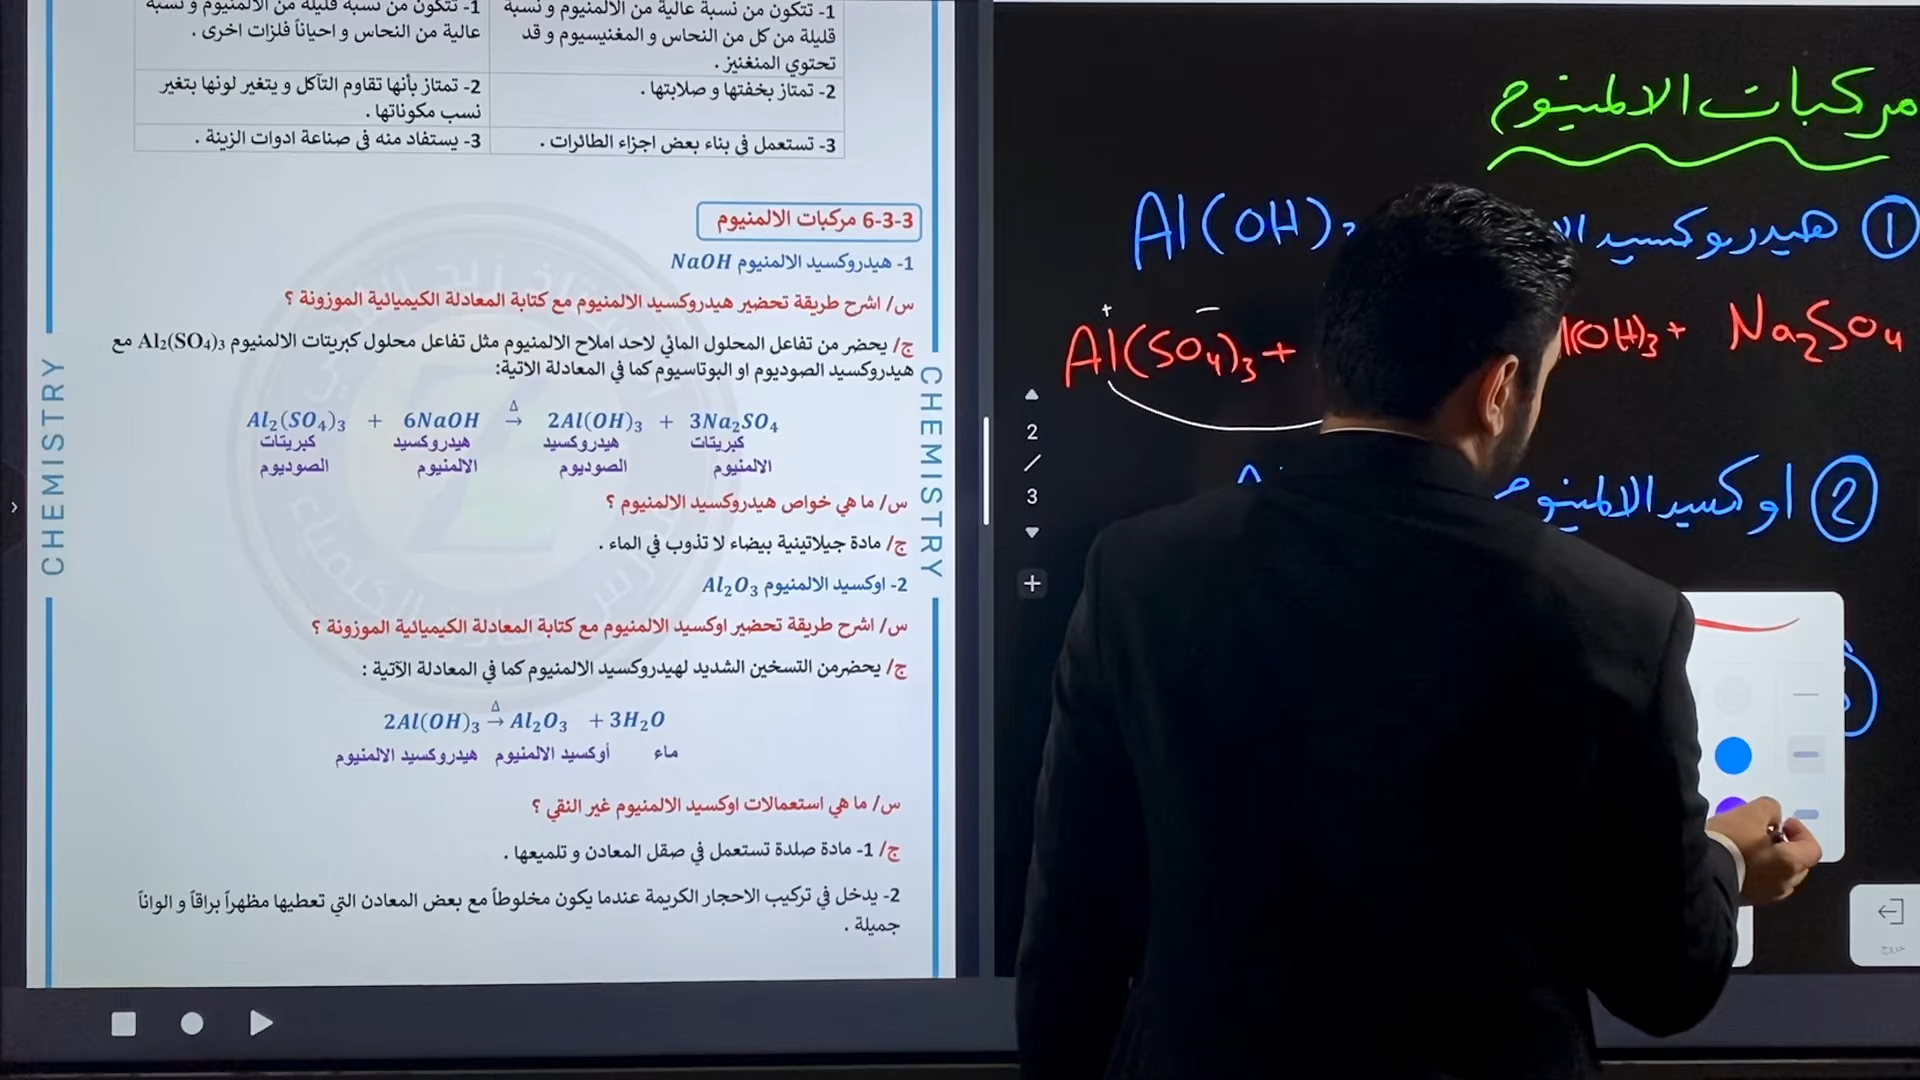 1- تتكون من نسبة عالية من الالمنيوم و نسبة قليلة من كل من النحاس و المغنيسيوم و قد تحتوي المنغنيز .
1- تتكون من نسبة قليلة من الالمنيوم و نسبة عالية من النحاس و احياناً فلزات اخرى .
2- تمتاز بخفتها و صلابتها .
2- تمتاز بأنها تقاوم التآكل و يتغير لونها بتغير نسب مكوناتها .
3- تستعمل في بناء بعض اجزاء الطائرات .
3- يستفاد منه في صناعة ادوات الزينة .
6-3-3 مركبات الالمنيوم
1- هيدروكسيد الالمنيوم NaOH
س/ اشرح طريقة تحضير هيدروكسيد الالمنيوم مع كتابة المعادلة الكيميائية الموزونة ؟
ج/ يحضر من تفاعل المحلول المائي لاحد املاح الالمنيوم مثل تفاعل محلول كبريتات الالمنيوم Al₂(SO₄)₃ مع
هيدروكسيد الصوديوم او البوتاسيوم كما في المعادلة الاتية:
Al₂(SO₄)₃ + 6NaOH Δ→ 2Al(OH)₃ + 3Na₂SO₄
كبريتات هيدروكسيد هيدروكسيد كبريتات
الصوديوم الالمنيوم الصوديوم الالمنيوم
س/ ما هي خواص هيدروكسيد الالمنيوم ؟
ج/ مادة جيلاتينية بيضاء لا تذوب في الماء .
2- اوكسيد الالمنيوم Al₂O₃
س/ اشرح طريقة تحضير اوكسيد الالمنيوم مع كتابة المعادلة الكيميائية الموزونة ؟
ج/ يحضرمن التسخين الشديد لهيدروكسيد الالمنيوم كما في المعادلة الآتية :
2Al(OH)₃ Δ→ Al₂O₃ + 3H₂O
هيدروكسيد الالمنيوم أوكسيد الالمنيوم ماء
س/ ما هي استعمالات اوكسيد الالمنيوم غير النقي ؟
ج/ 1- مادة صلدة تستعمل في صقل المعادن و تلميعها .
2- يدخل في تركيب الاحجار الكريمة عندما يكون مخلوطاً مع بعض المعادن التي تعطيها مظهراً براقاً و الواناً
جميلة .
CHEMISTRY
CHEMISTRY
2
/
3
مركبات الالمنيوم
① هيدروكسيد
Al(OH)
+ -
Al(SO₄)₃ +
(OH)₃ + Na₂SO₄
② اوكسيد الالمنيوم
خروج